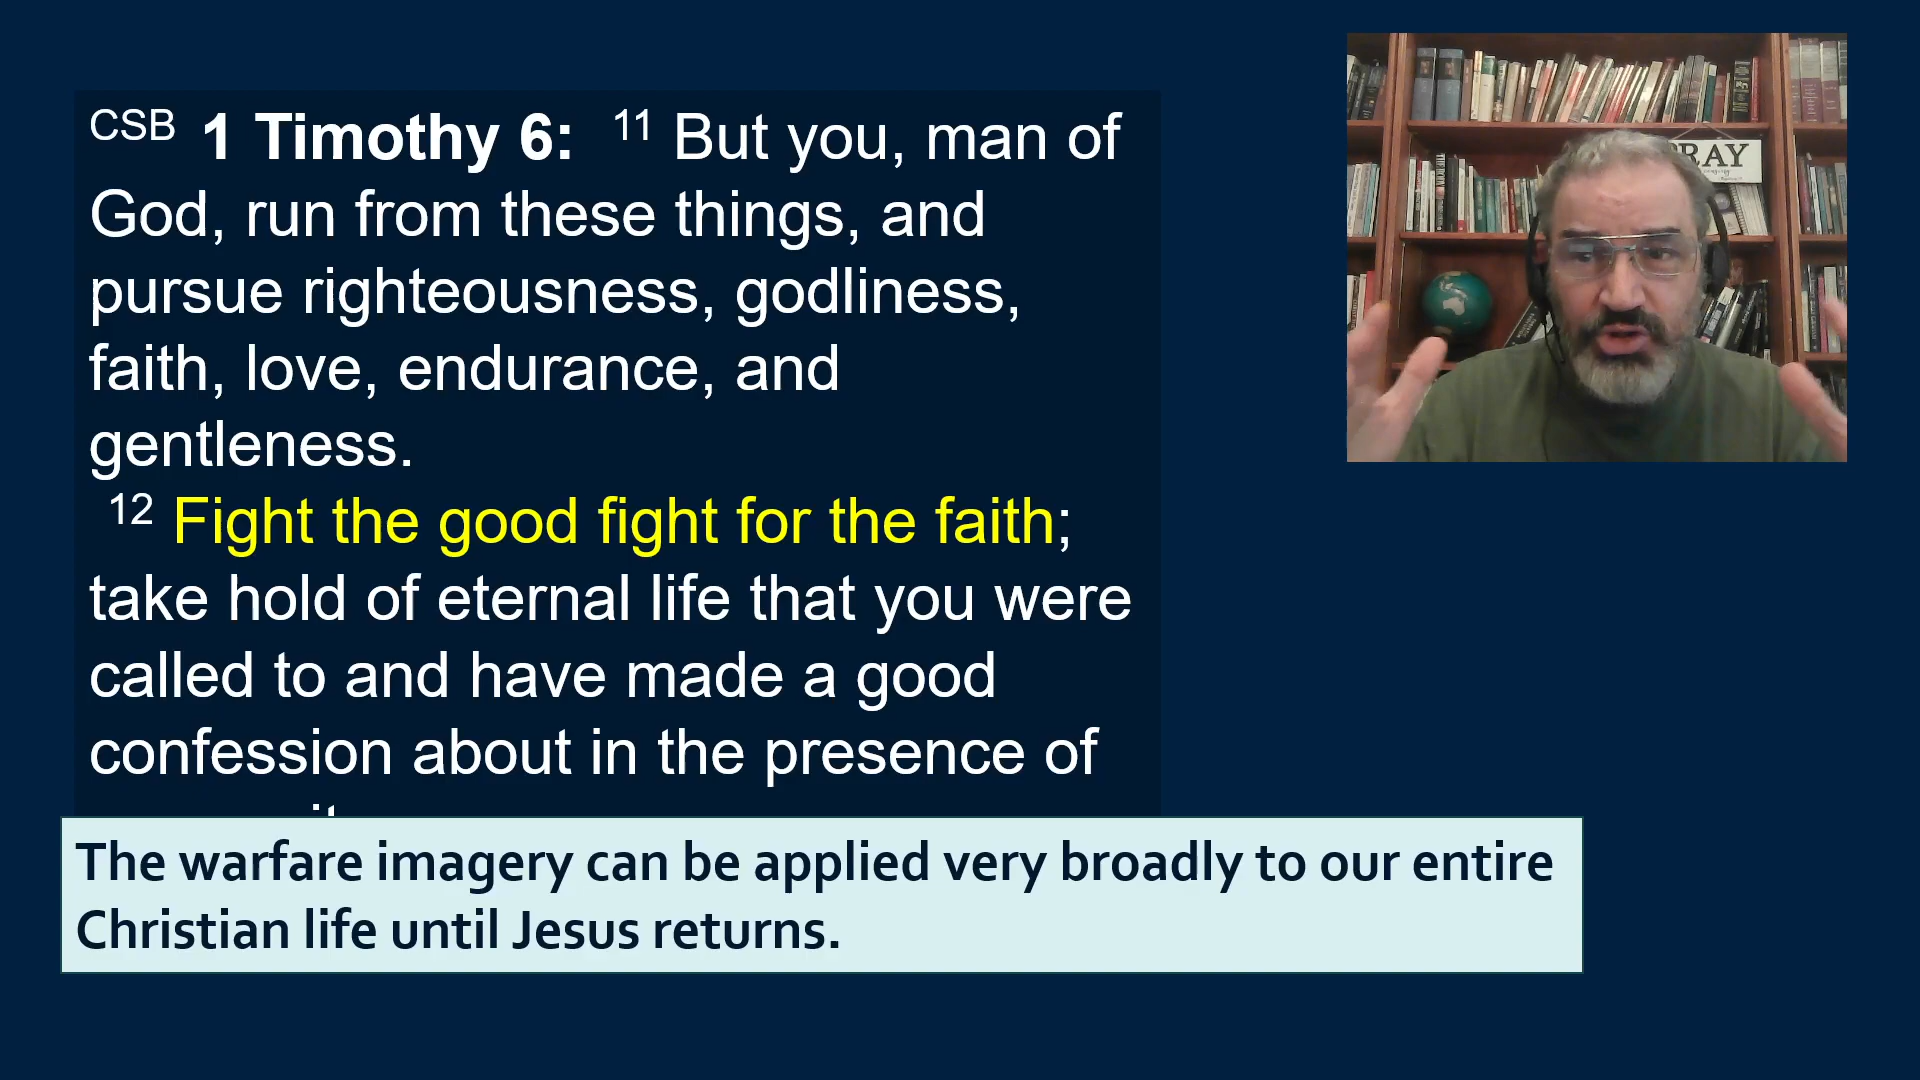 CSB 1 Timothy 6: 11 But you, man of
God, run from these things, and
pursue righteousness, godliness,
faith, love, endurance, and
gentleness.
12 Fight the good fight for the faith;
take hold of eternal life that you were
called to and have made a good
confession about in the presence of
The warfare imagery can be applied very broadly to our entire
Christian life until Jesus returns.
RAY